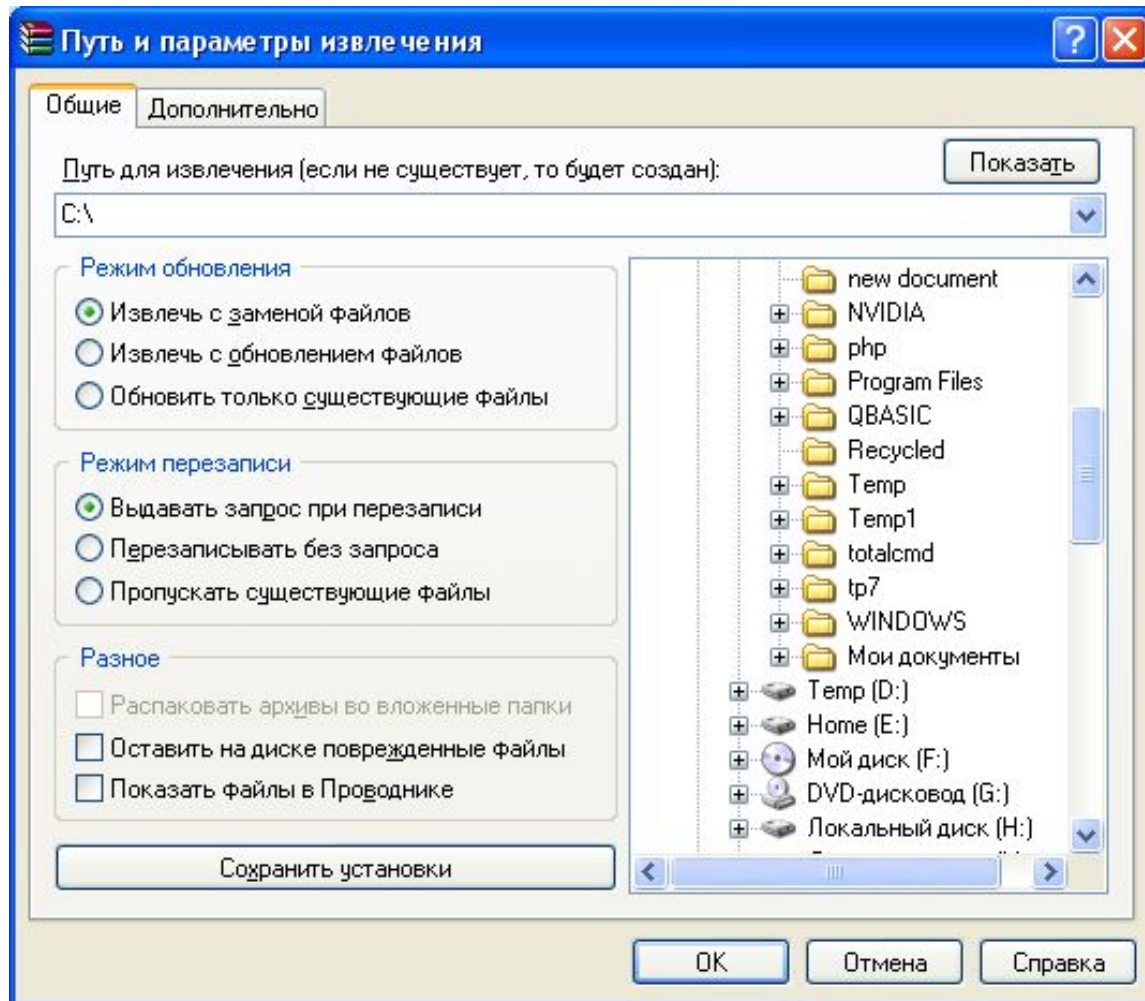 Путь и параметры извлечения
Общие
Дополнительно
Путь для извлечения (если не существует, то будет создан):
Показать
C:\
Режим обновления
Извлечь с заменой файлов
Извлечь с обновлением файлов
Обновить только существующие файлы
Режим перезаписи
Выдавать запрос при перезаписи
Перезаписывать без запроса
Пропускать существующие файлы
Разное
Распаковать архивы во вложенные папки
Оставить на диске поврежденные файлы
Показать файлы в Проводнике
Сохранить установки
new document
NVIDIA
php
Program Files
QBASIC
Recycled
Temp
Temp1
totalcmd
tp7
WINDOWS
Мои документы
Temp (D:)
Home (E:)
Мой диск (F:)
DVD-дисковод (G:)
Локальный диск (H:)
OK
Отмена
Справка